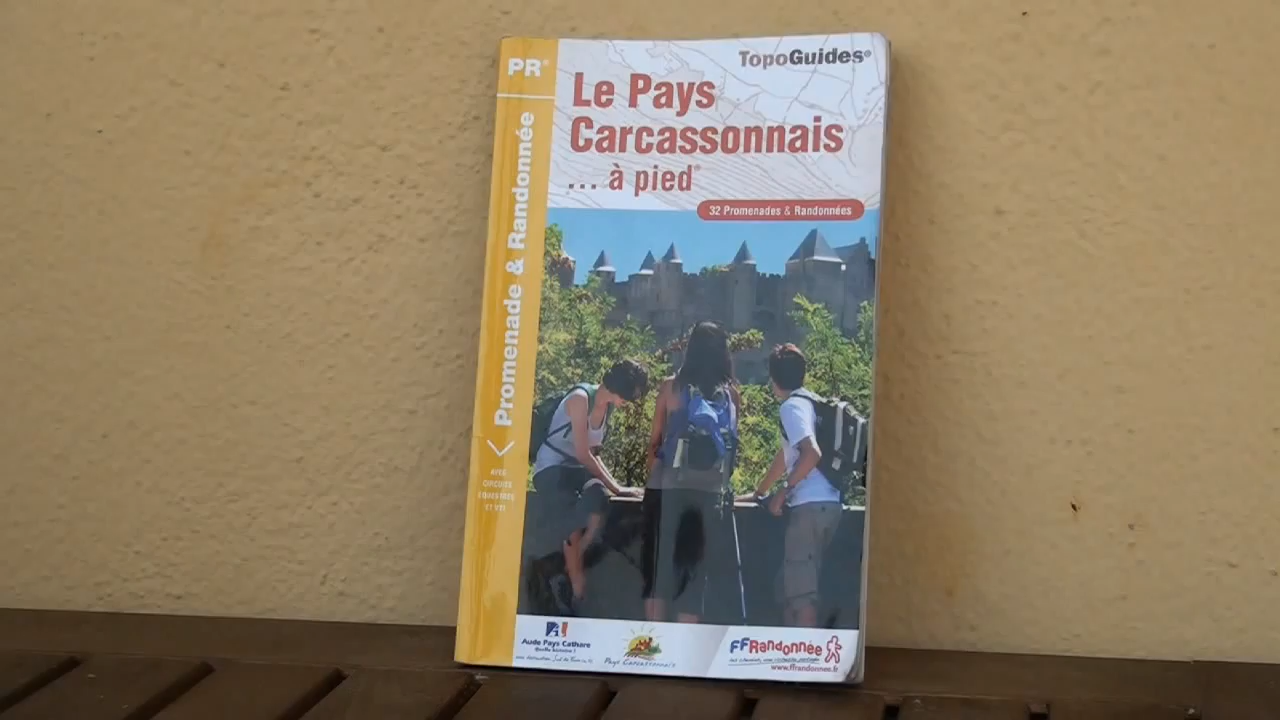 PR®
Promenade & Randonnée
AVEC
CIRCUITS
ÉQUESTRES
ET VTT
TopoGuides®
Le Pays
Carcassonnais
... à pied®
32 Promenades & Randonnées
Aude Pays Cathare
Pays Carcassonnais
FFRandonnée
www.ffrandonnee.fr